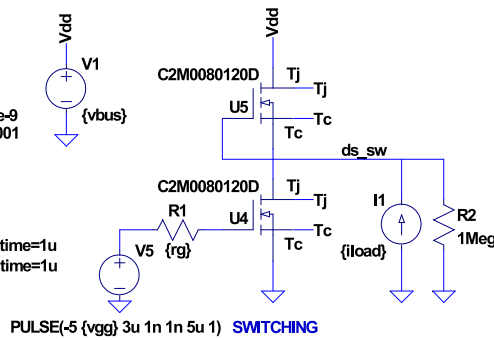 Vdd
Vdd
V1
C2M0080120D
Tj
Tj
U5
e-9
{vbus}
001
Tc
Tc
ds_sw
C2M0080120D
Tj
Tj
R1
U4
I1
R2
Tc
Tc
time=1u
V5
{rg}
{iload}
1Meg
time=1u
PULSE(-5 {vgg} 3u 1n 1n 5u 1) SWITCHING